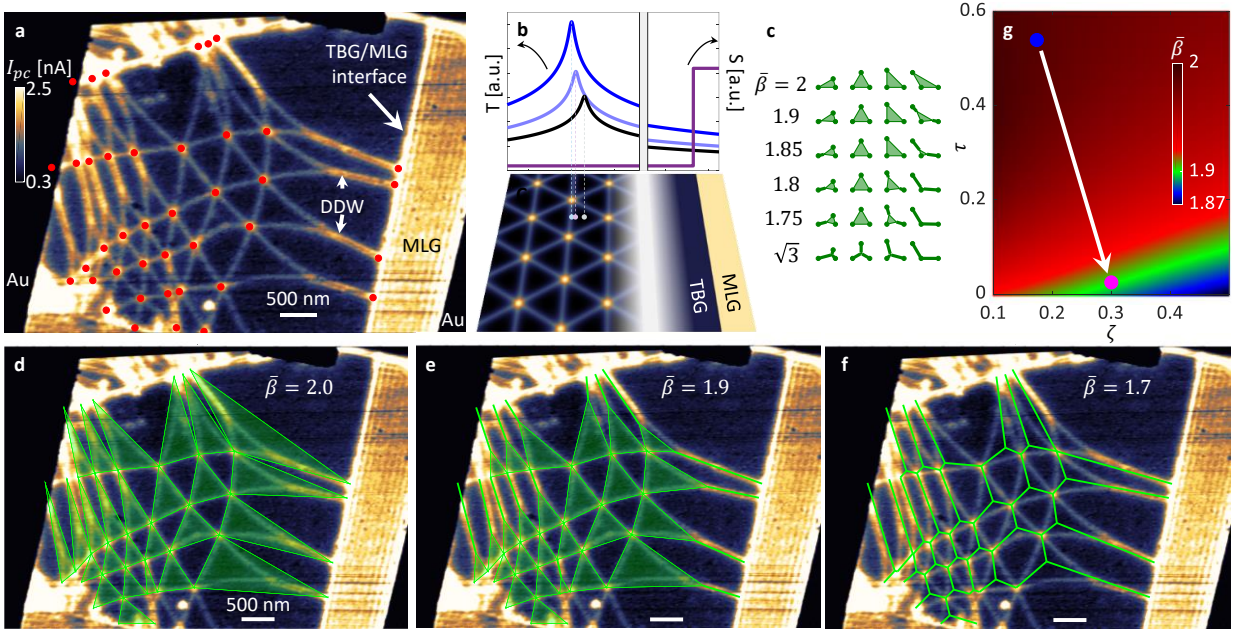 a
I_pc [nA]
2.5
0.3
TBG/MLG
interface
DDW
MLG
Au
500 nm
Au
b
T [a.u.]
S [a.u.]
TBG
MLG
c
β̄ = 2
1.9
1.85
1.8
1.75
√3
g
0.6
0.4
0.2
0
τ
0.1
0.2
0.3
0.4
ζ
β̄
2
1.9
1.87
d
β̄ = 2.0
500 nm
e
β̄ = 1.9
f
β̄ = 1.7